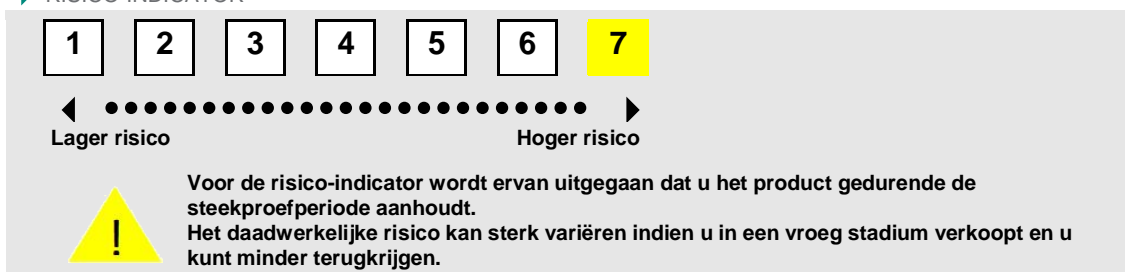 RISICO-INDICATOR
1 2 3 4 5 6 7
Lager risico Hoger risico
Voor de risico-indicator wordt ervan uitgegaan dat u het product gedurende de
steekproefperiode aanhoudt.
Het daadwerkelijke risico kan sterk variëren indien u in een vroeg stadium verkoopt en u
kunt minder terugkrijgen.